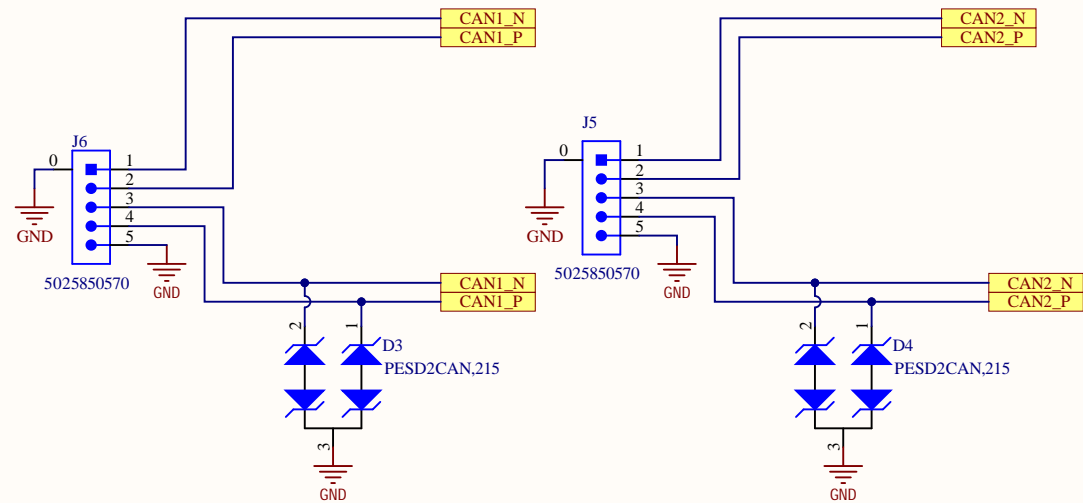 CAN1_N
CAN1_P
J6
0
1
2
3
4
5
GND
5025850570
GND
CAN1_N
CAN1_P
2
1
D3
PESD2CAN,215
3
GND
CAN2_N
CAN2_P
J5
0
1
2
3
4
5
GND
5025850570
GND
CAN2_N
CAN2_P
2
1
D4
PESD2CAN,215
3
GND